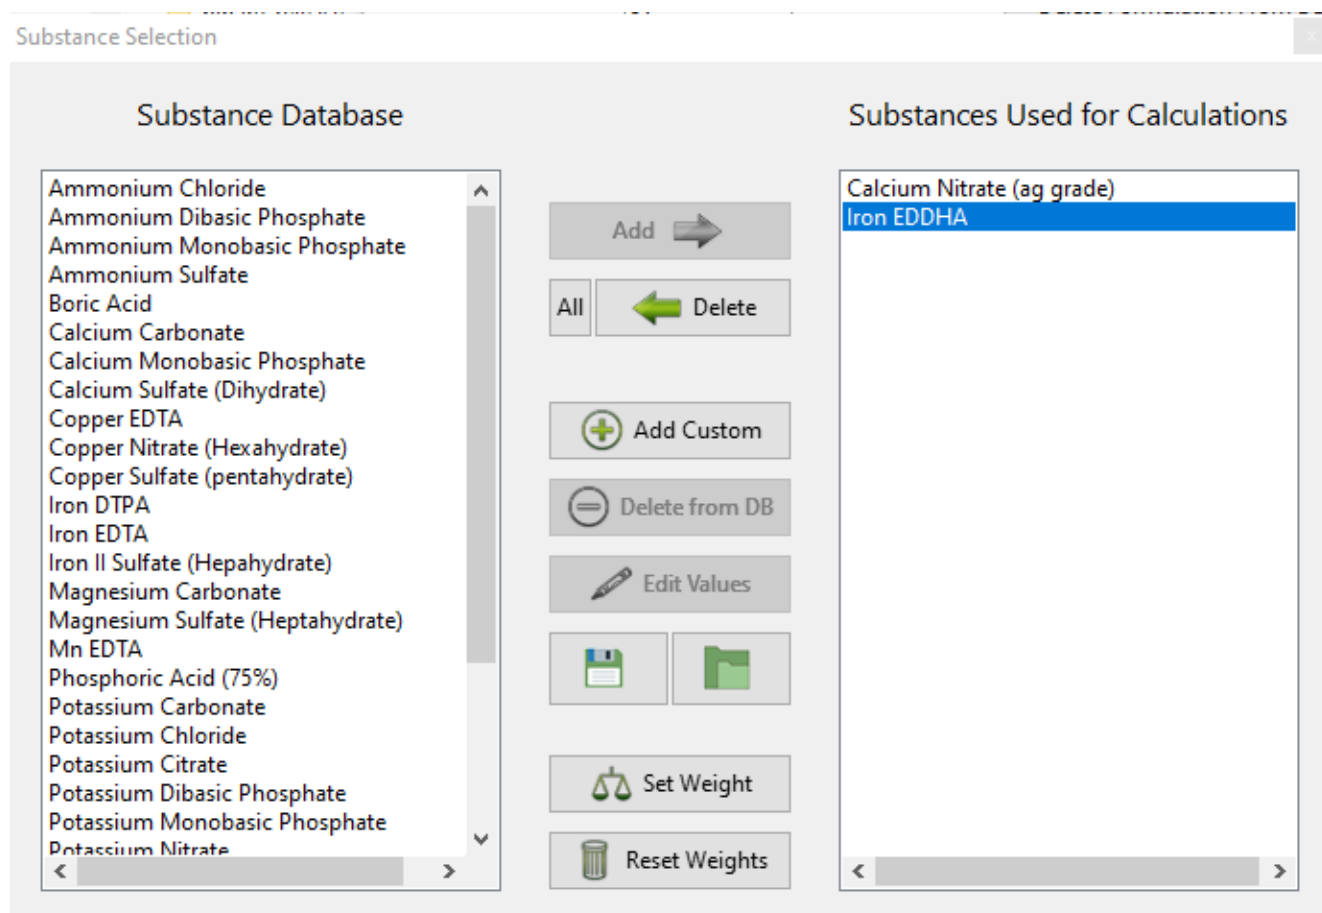 Substance Selection
x
Substance Database
Substances Used for Calculations
Ammonium Chloride
Ammonium Dibasic Phosphate
Ammonium Monobasic Phosphate
Ammonium Sulfate
Boric Acid
Calcium Carbonate
Calcium Monobasic Phosphate
Calcium Sulfate (Dihydrate)
Copper EDTA
Copper Nitrate (Hexahydrate)
Copper Sulfate (pentahydrate)
Iron DTPA
Iron EDTA
Iron II Sulfate (Hepahydrate)
Magnesium Carbonate
Magnesium Sulfate (Heptahydrate)
Mn EDTA
Phosphoric Acid (75%)
Potassium Carbonate
Potassium Chloride
Potassium Citrate
Potassium Dibasic Phosphate
Potassium Monobasic Phosphate
Potassium Nitrate
Add
All
Delete
Add Custom
Delete from DB
Edit Values
Set Weight
Reset Weights
Calcium Nitrate (ag grade)
Iron EDDHA